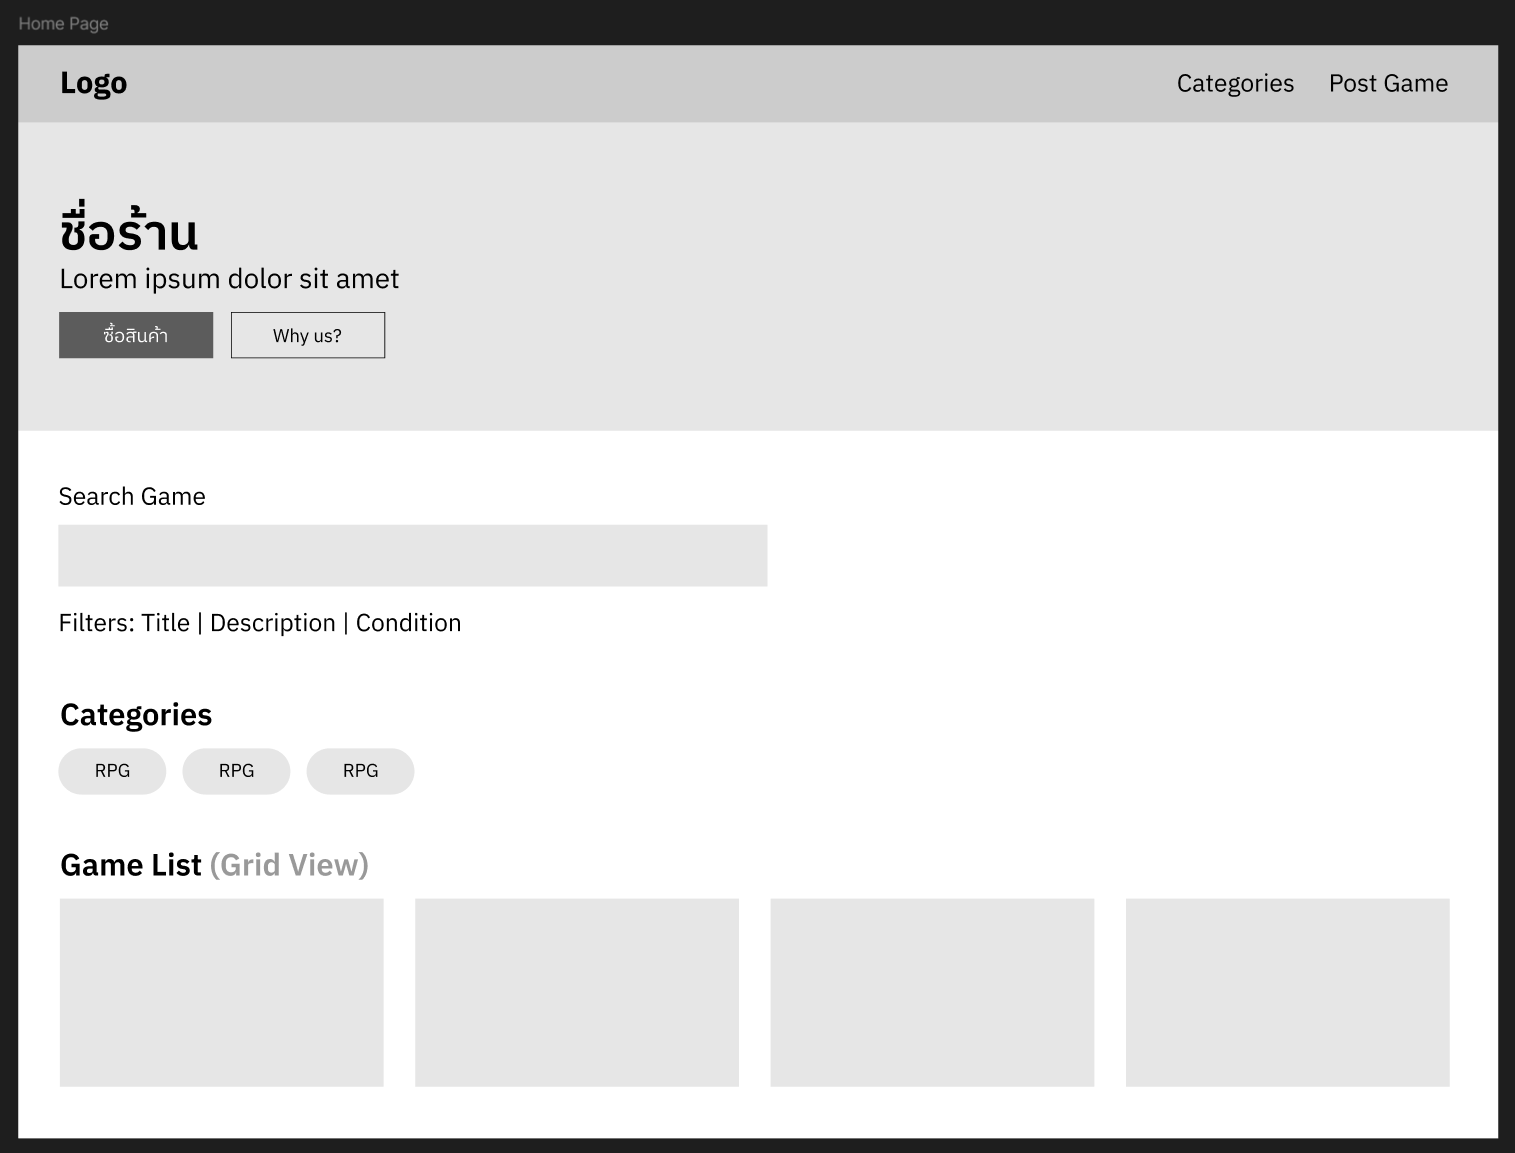 Home Page
Logo
Categories Post Game
ชื่อร้าน
Lorem ipsum dolor sit amet
ซื้อสินค้า Why us?
Search Game
Filters: Title | Description | Condition
Categories
RPG RPG RPG
Game List (Grid View)